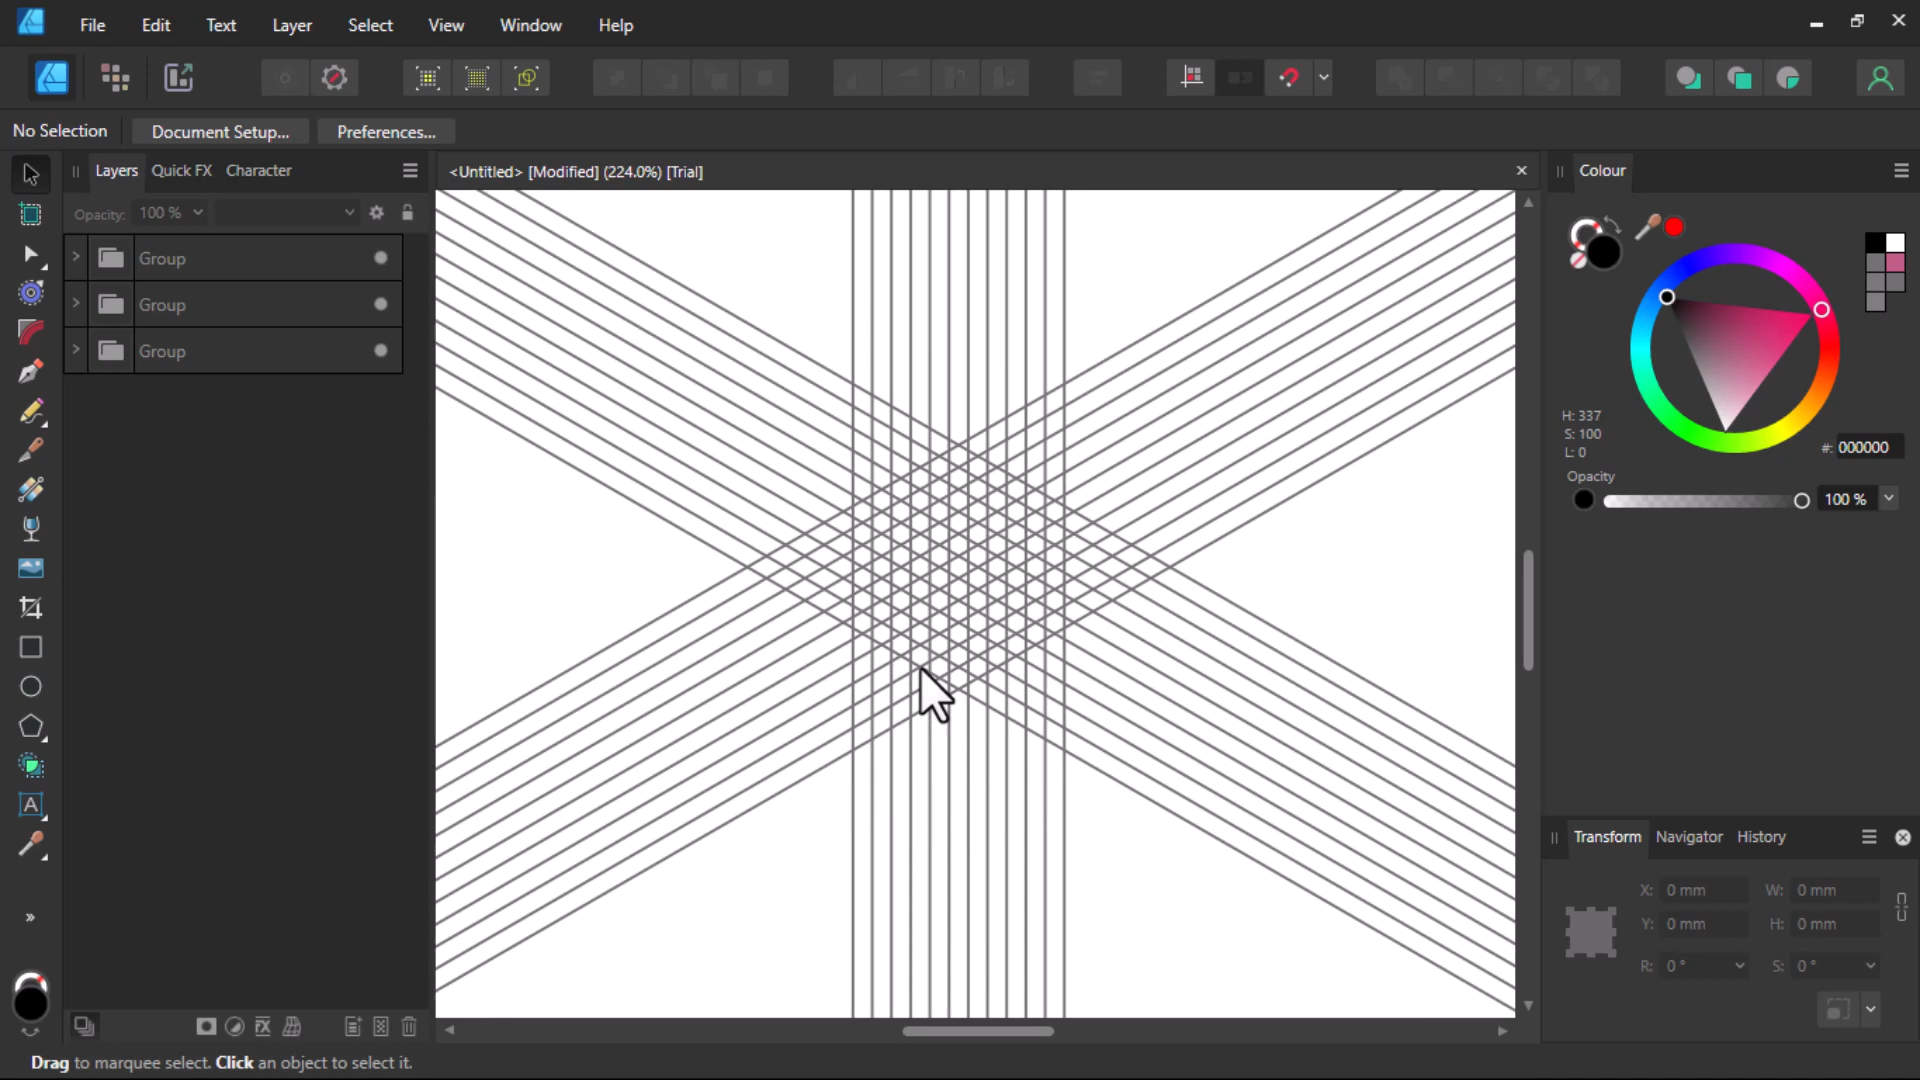 File Edit Text Layer Select View Window Help
No Selection Document Setup... Preferences...
Layers Quick FX Character
<Untitled> [Modified] (224.0%) [Trial]
Colour
Opacity: 100 %
Group
Group
Group
H: 337
S: 100
L: 0
#: 000000
Opacity
100 %
Transform Navigator History
X: 0 mm W: 0 mm
Y: 0 mm H: 0 mm
R: 0 ° S: 0 °
Drag to marquee select. Click an object to select it.